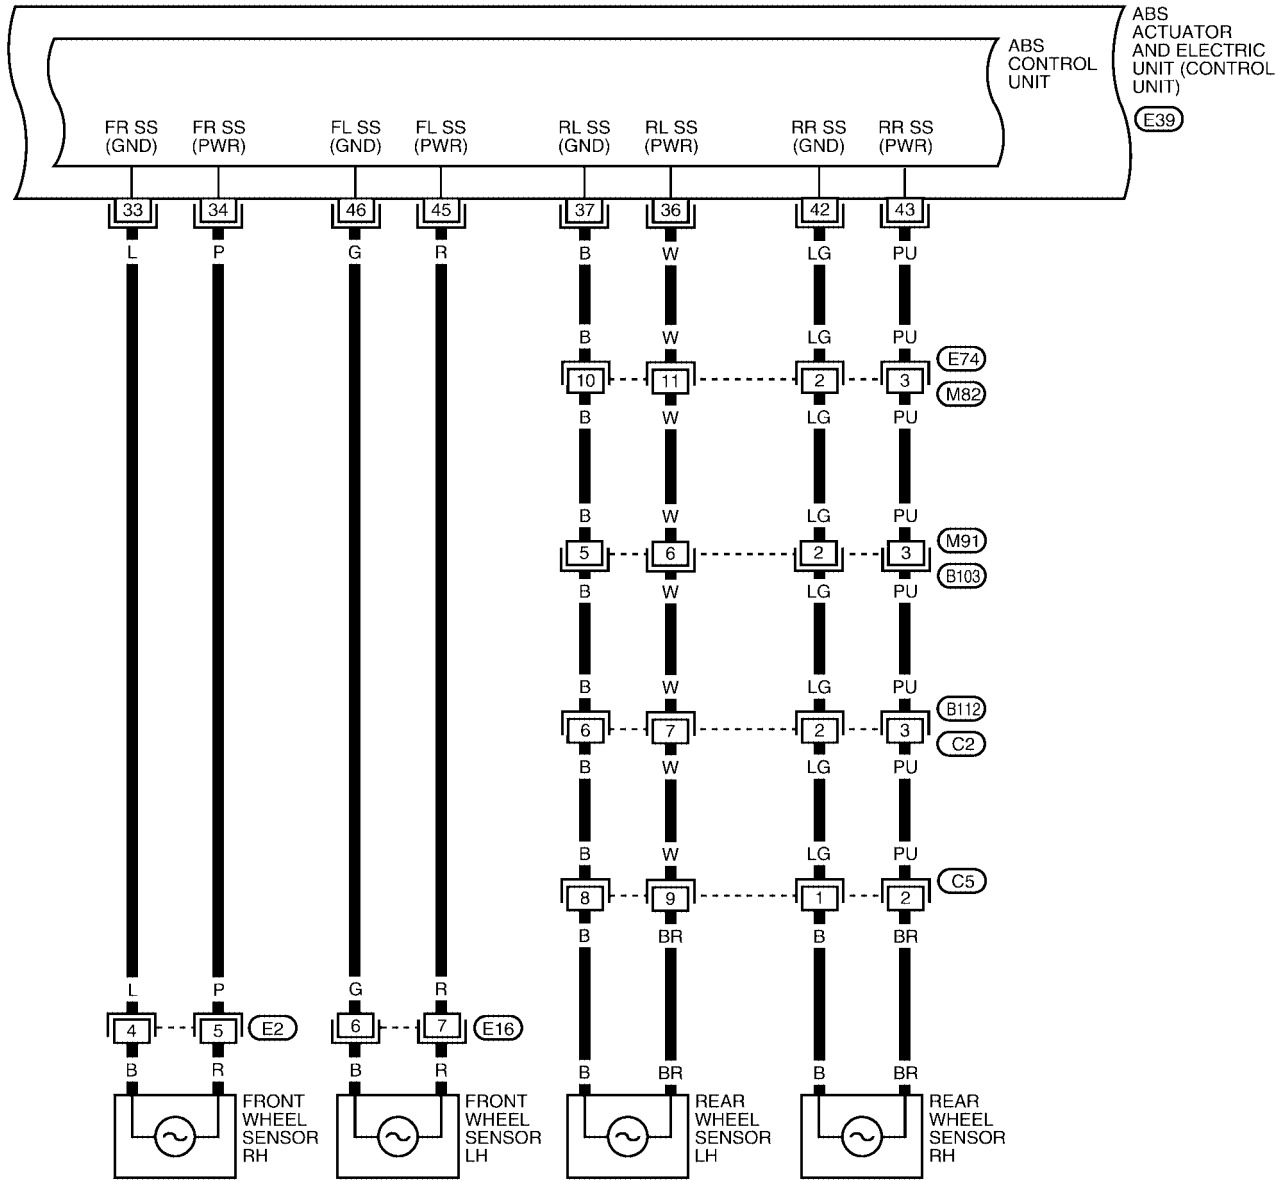 ABS
ACTUATOR
AND ELECTRIC
UNIT (CONTROL
UNIT)
E39
ABS
CONTROL
UNIT
FR SS
(GND)
FR SS
(PWR)
FL SS
(GND)
FL SS
(PWR)
RL SS
(GND)
RL SS
(PWR)
RR SS
(GND)
RR SS
(PWR)
33 34 46 45 37 36 42 43
L P G R B W LG PU
B W LG PU
E74
10 11 2 3
M82
B W LG PU
B W LG PU
M91
5 6 2 3
B103
B W LG PU
B W LG PU
B112
6 7 2 3
C2
B W LG PU
B W LG PU
C5
8 9 1 2
B BR B BR
L P G R
4 5 E2 6 7 E16
B R B R B BR B BR
FRONT
WHEEL
SENSOR
RH
FRONT
WHEEL
SENSOR
LH
REAR
WHEEL
SENSOR
LH
REAR
WHEEL
SENSOR
RH